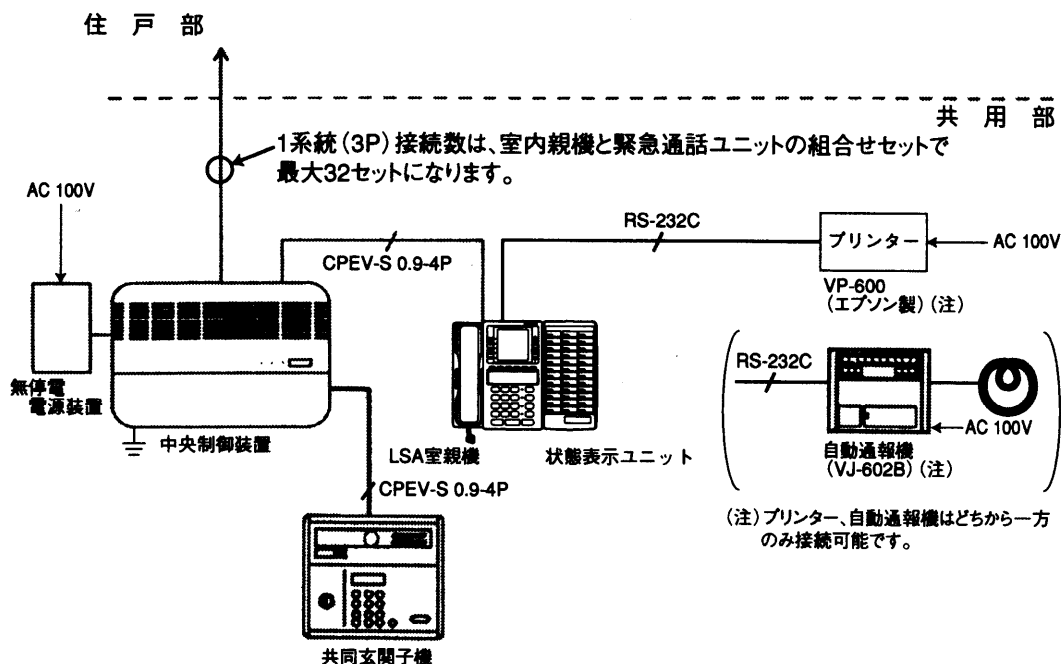 住 戸 部
共 用 部
1系統(3P)接続数は、室内親機と緊急通話ユニットの組合せセットで
最大32セットになります。
AC 100V
RS-232C
プリンター
AC 100V
CPEV-S 0.9-4P
VP-600
(エプソン製)(注)
RS-232C
無停電
電源装置
中央制御装置
AC 100V
LSA室親機
状態表示ユニット
自動通報機
(VJ-602B)(注)
CPEV-S 0.9-4P
(注)プリンター、自動通報機はどちから一方
のみ接続可能です。
共同玄関子機